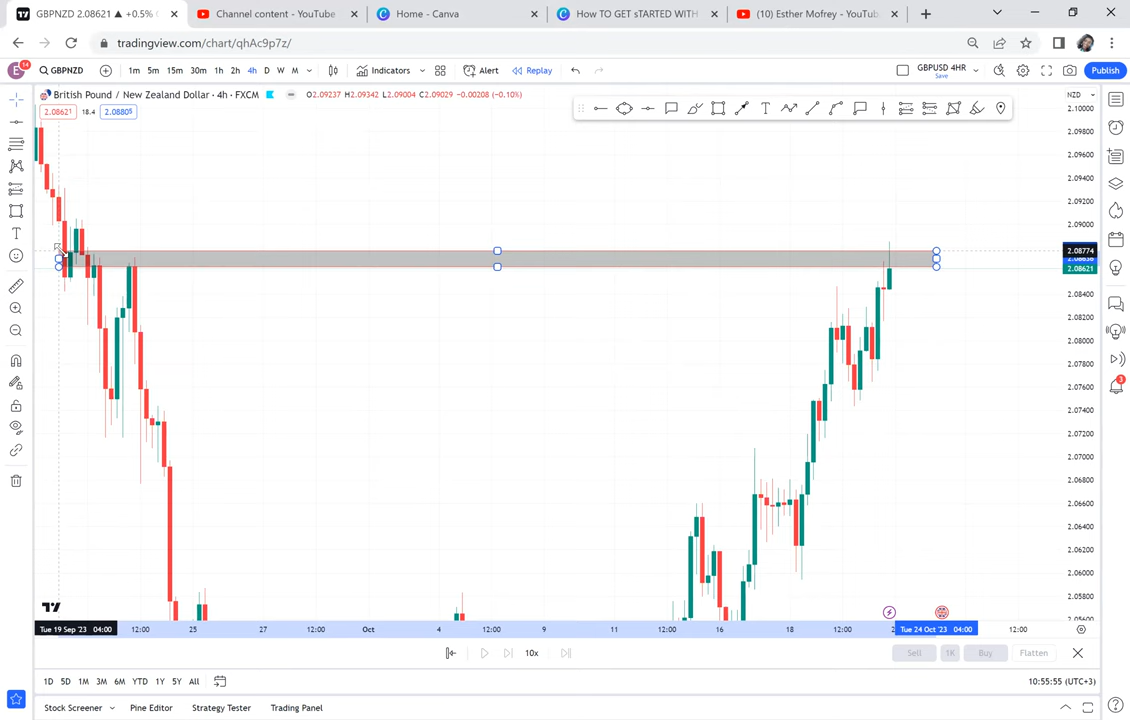 GBPNZD 2.08621 ▲ +0.5%
Channel content - YouTube
Home - Canva
How TO GET sTARTED WITH
(10) Esther Mofrey - YouTub
tradingview.com/chart/qhAc9p7z/
E 14 GBPNZD 1m 5m 15m 30m 1h 2h 4h D W M Indicators Alert Replay GBPUSD 4HR Save Publish
British Pound / New Zealand Dollar · 4h · FXCM O2.09237 H2.09342 L2.09004 C2.09029 −0.00208 (−0.10%) NZD
2.08621 18.4 2.08805
2.10000
2.09800
2.09600
2.09400
2.09200
2.09000
2.08774
2.08621
2.08400
2.08200
2.08000
2.07800
2.07600
2.07400
2.07200
2.07000
2.06800
2.06600
2.06400
2.06200
2.06000
2.05800
2.05600
3
Tue 19 Sep '23 04:00 12:00 25 27 12:00 Oct 4 12:00 9 11 12:00 16 18 12:00 2 Tue 24 Oct '23 04:00 12:00
10x Sell 1K Buy Flatten
1D 5D 1M 3M 6M YTD 1Y 5Y All 10:55:55 (UTC+3)
Stock Screener Pine Editor Strategy Tester Trading Panel